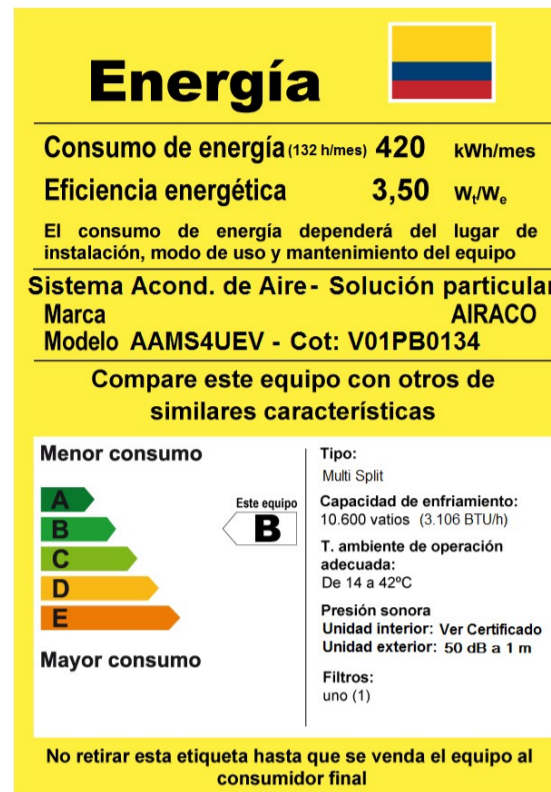 Energía
Consumo de energía (132 h/mes) 420 kWh/mes
Eficiencia energética 3,50 Wt/We
El consumo de energía dependerá del lugar de
instalación, modo de uso y mantenimiento del equipo
Sistema Acond. de Aire - Solución particular
Marca AIRACO
Modelo AAMS4UEV - Cot: V01PB0134
Compare este equipo con otros de
similares características
Menor consumo
A
B
C
D
E
Mayor consumo
Este equipo
B
Tipo:
Multi Split
Capacidad de enfriamiento:
10.600 vatios (3.106 BTU/h)
T. ambiente de operación
adecuada:
De 14 a 42ºC
Presión sonora
Unidad interior: Ver Certificado
Unidad exterior: 50 dB a 1 m
Filtros:
uno (1)
No retirar esta etiqueta hasta que se venda el equipo al
consumidor final